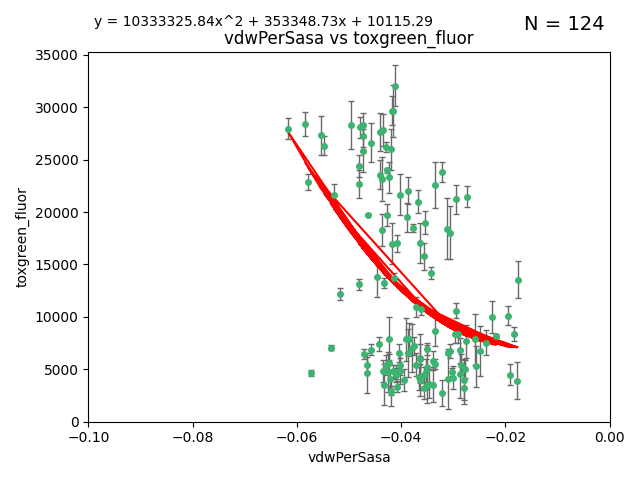 y = 10333325.84x^2 + 353348.73x + 10115.29
N = 124
vdwPerSasa vs toxgreen_fluor
toxgreen_fluor
35000
30000
25000
20000
15000
10000
5000
0
−0.10
−0.08
−0.06
−0.04
−0.02
0.00
vdwPerSasa